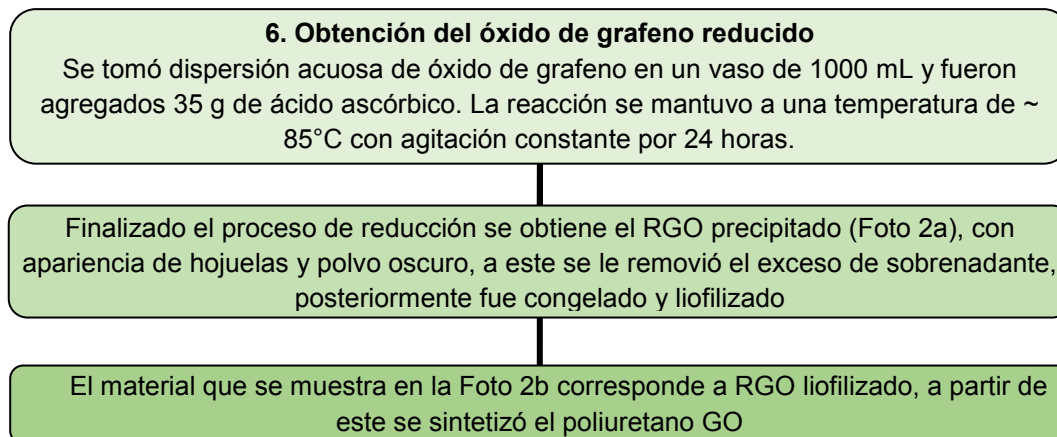 6. Obtención del óxido de grafeno reducido
Se tomó dispersión acuosa de óxido de grafeno en un vaso de 1000 mL y fueron
agregados 35 g de ácido ascórbico. La reacción se mantuvo a una temperatura de ~
85°C con agitación constante por 24 horas.
Finalizado el proceso de reducción se obtiene el RGO precipitado (Foto 2a), con
apariencia de hojuelas y polvo oscuro, a este se le removió el exceso de sobrenadante,
posteriormente fue congelado y liofilizado
El material que se muestra en la Foto 2b corresponde a RGO liofilizado, a partir de
este se sintetizó el poliuretano GO